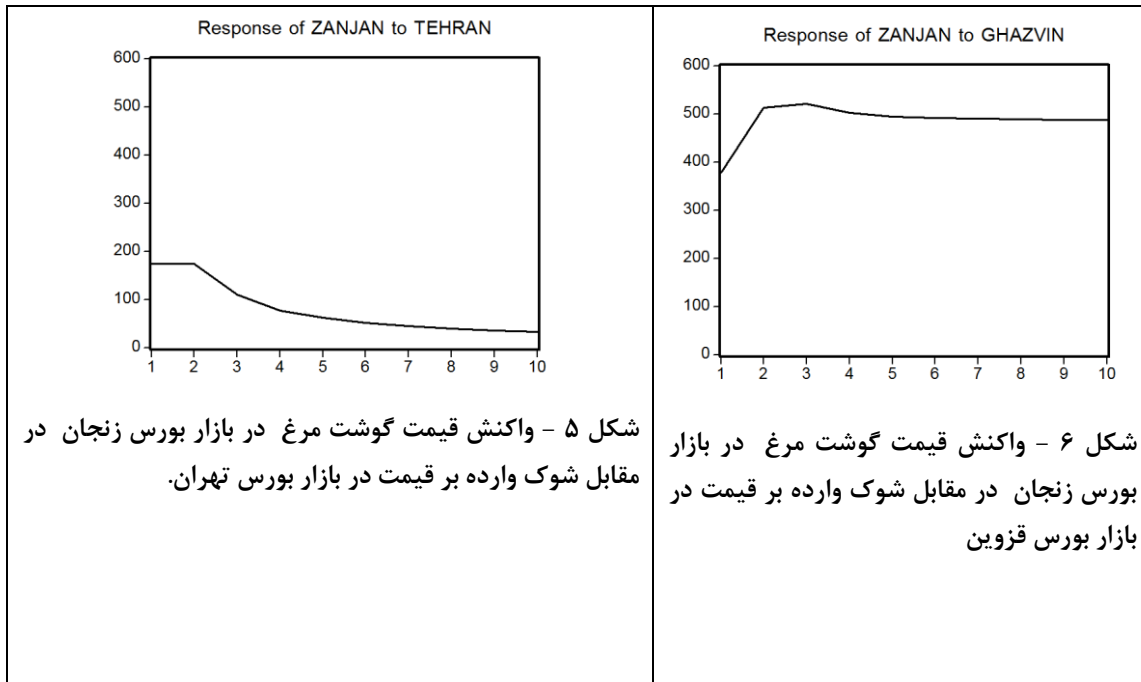 Response of ZANJAN to TEHRAN
600
500
400
300
200
100
0
1 2 3 4 5 6 7 8 9 10
شکل ۵ – واکنش قیمت گوشت مرغ در بازار بورس زنجان در
مقابل شوک وارده بر قیمت در بازار بورس تهران.
Response of ZANJAN to GHAZVIN
600
500
400
300
200
100
0
1 2 3 4 5 6 7 8 9 10
شکل ۶ – واکنش قیمت گوشت مرغ در بازار
بورس زنجان در مقابل شوک وارده بر قیمت در
بازار بورس قزوین